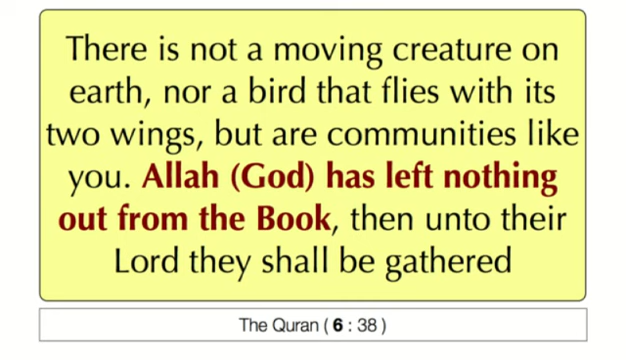 There is not a moving creature on
earth, nor a bird that flies with its
two wings, but are communities like
you. Allah (God) has left nothing
out from the Book, then unto their
Lord they shall be gathered
The Quran ( 6 : 38 )